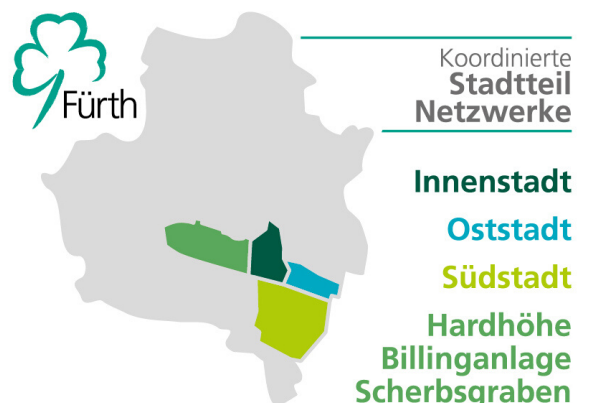 Fürth
Koordinierte
Stadtteil
Netzwerke
Innenstadt
Oststadt
Südstadt
Hardhöhe
Billinganlage
Scherbsgraben